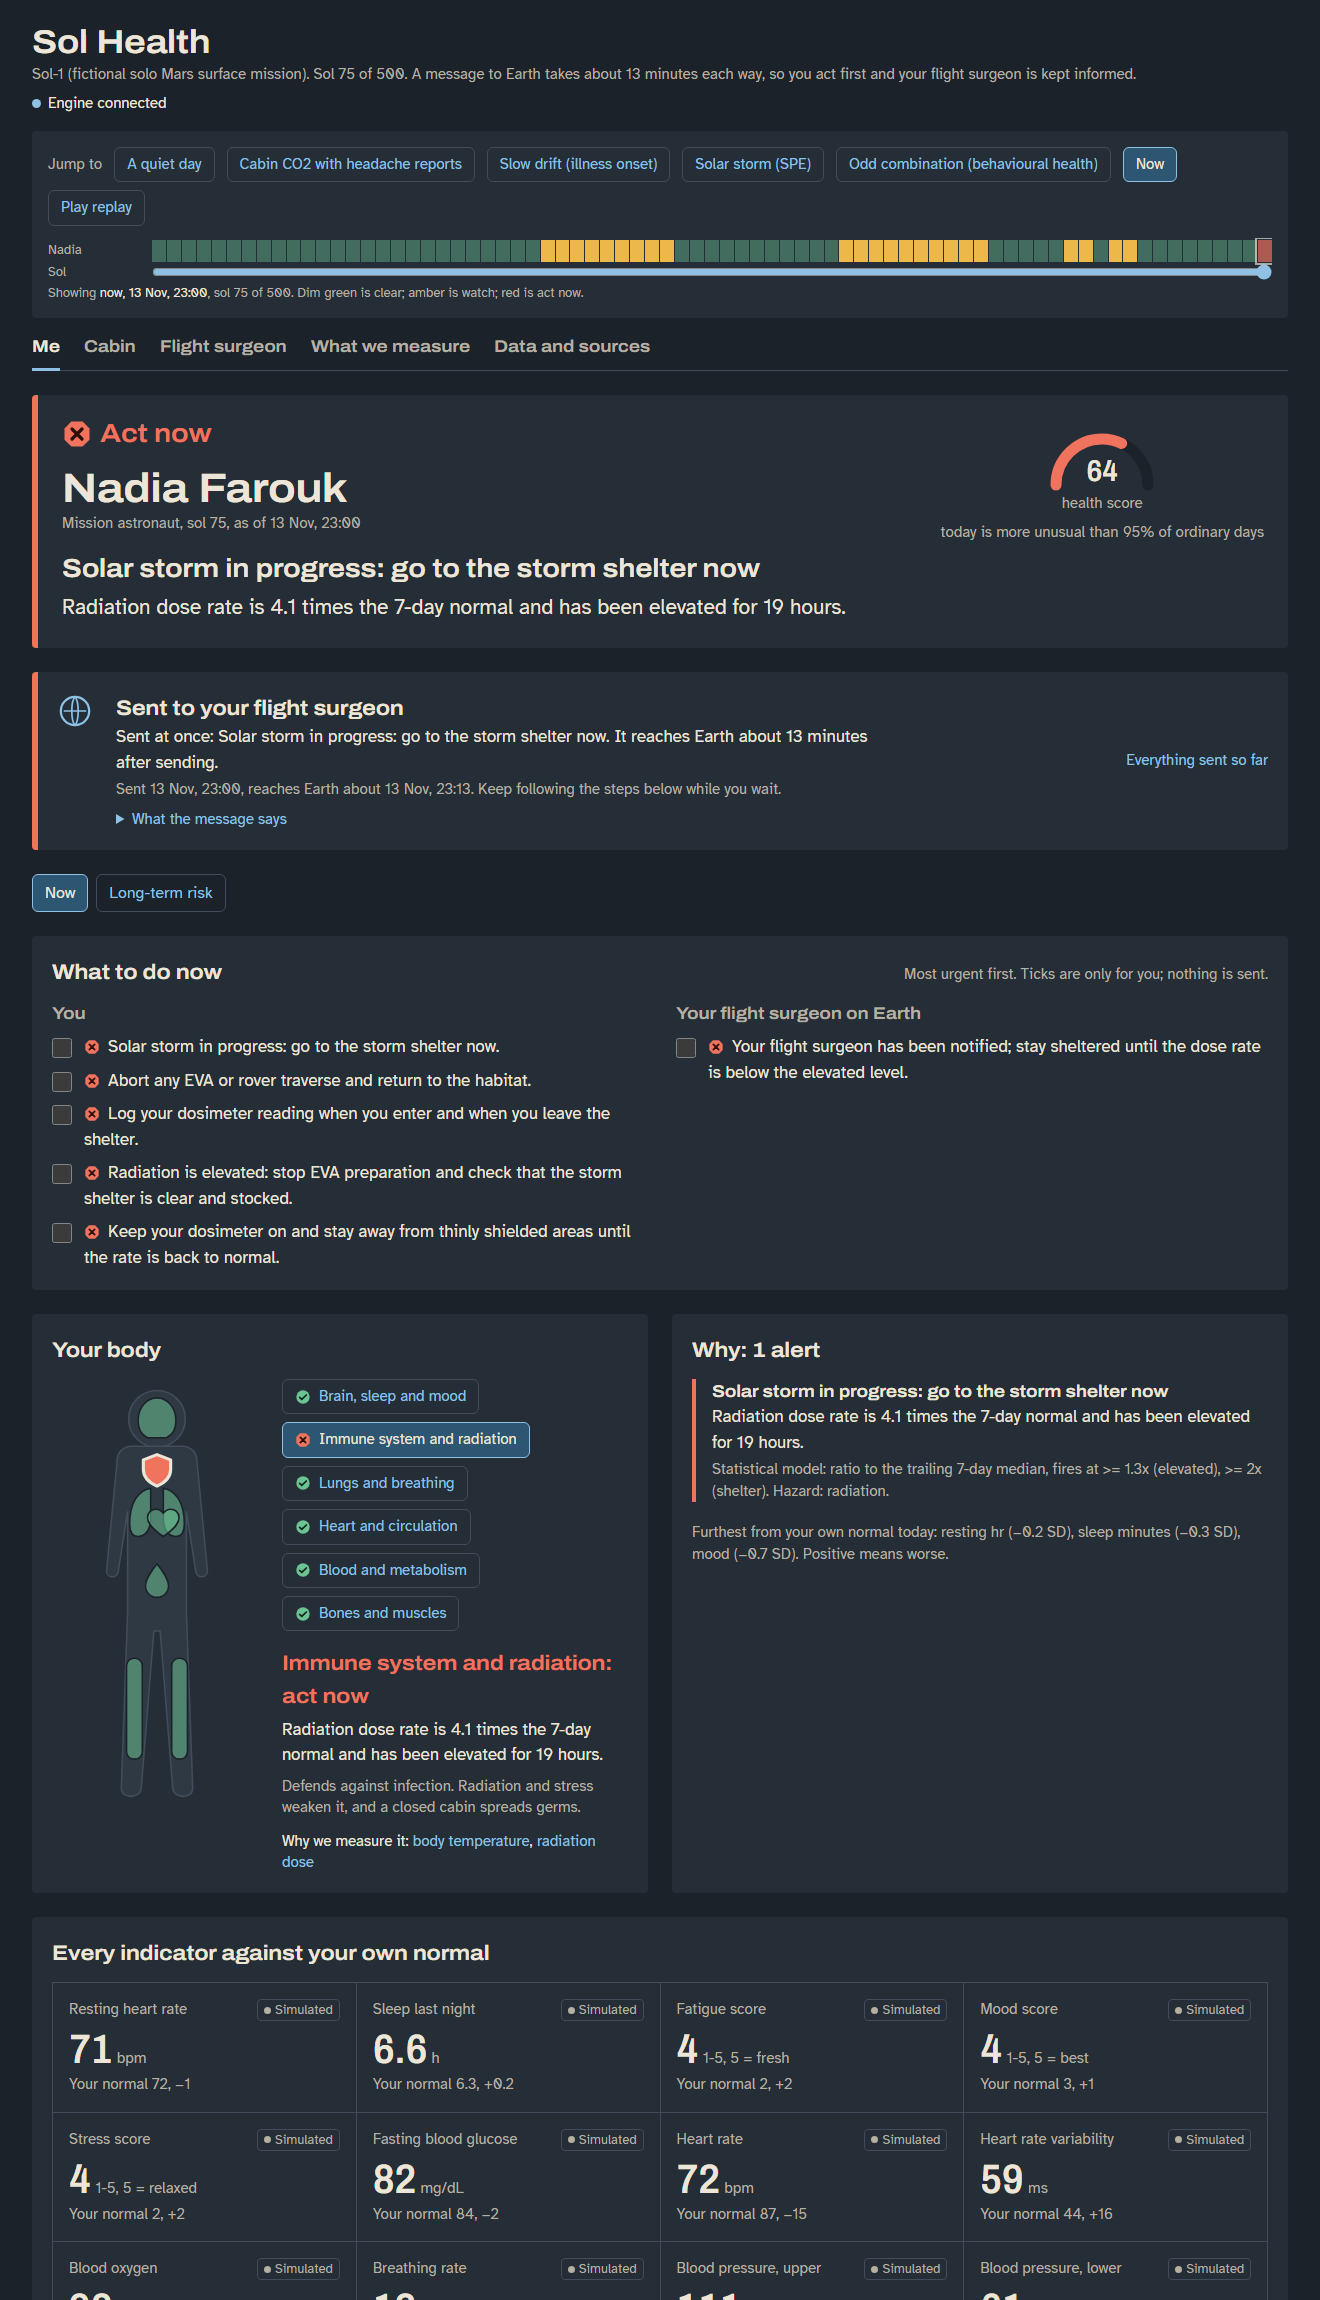 Sol Health
Sol-1 (fictional solo Mars surface mission). Sol 75 of 500. A message to Earth takes about 13 minutes each way, so you act first and your flight surgeon is kept informed.
Engine connected
Jump to
A quiet day
Cabin CO2 with headache reports
Slow drift (illness onset)
Solar storm (SPE)
Odd combination (behavioural health)
Now
Play replay
Nadia
Sol
Showing now, 13 Nov, 23:00, sol 75 of 500. Dim green is clear; amber is watch; red is act now.
Me
Cabin
Flight surgeon
What we measure
Data and sources
Act now
Nadia Farouk
Mission astronaut, sol 75, as of 13 Nov, 23:00
64
health score
today is more unusual than 95% of ordinary days
Solar storm in progress: go to the storm shelter now
Radiation dose rate is 4.1 times the 7-day normal and has been elevated for 19 hours.
Sent to your flight surgeon
Sent at once: Solar storm in progress: go to the storm shelter now. It reaches Earth about 13 minutes
after sending.
Everything sent so far
Sent 13 Nov, 23:00, reaches Earth about 13 Nov, 23:13. Keep following the steps below while you wait.
What the message says
Now
Long-term risk
What to do now
Most urgent first. Ticks are only for you; nothing is sent.
You
Solar storm in progress: go to the storm shelter now.
Abort any EVA or rover traverse and return to the habitat.
Log your dosimeter reading when you enter and when you leave the
shelter.
Radiation is elevated: stop EVA preparation and check that the storm
shelter is clear and stocked.
Keep your dosimeter on and stay away from thinly shielded areas until
the rate is back to normal.
Your flight surgeon on Earth
Your flight surgeon has been notified; stay sheltered until the dose rate
is below the elevated level.
Your body
Brain, sleep and mood
Immune system and radiation
Lungs and breathing
Heart and circulation
Blood and metabolism
Bones and muscles
Immune system and radiation:
act now
Radiation dose rate is 4.1 times the 7-day
normal and has been elevated for 19 hours.
Defends against infection. Radiation and stress
weaken it, and a closed cabin spreads germs.
Why we measure it: body temperature, radiation
dose
Why: 1 alert
Solar storm in progress: go to the storm shelter now
Radiation dose rate is 4.1 times the 7-day normal and has been elevated
for 19 hours.
Statistical model: ratio to the trailing 7-day median, fires at >= 1.3x (elevated), >= 2x
(shelter). Hazard: radiation.
Furthest from your own normal today: resting hr (−0.2 SD), sleep minutes (−0.3 SD),
mood (−0.7 SD). Positive means worse.
Every indicator against your own normal
Resting heart rate
Simulated
71 bpm
Your normal 72, −1
Sleep last night
Simulated
6.6 h
Your normal 6.3, +0.2
Fatigue score
Simulated
4 1-5, 5 = fresh
Your normal 2, +2
Mood score
Simulated
4 1-5, 5 = best
Your normal 3, +1
Stress score
Simulated
4 1-5, 5 = relaxed
Your normal 2, +2
Fasting blood glucose
Simulated
82 mg/dL
Your normal 84, −2
Heart rate
Simulated
72 bpm
Your normal 87, −15
Heart rate variability
Simulated
59 ms
Your normal 44, +16
Blood oxygen
Simulated
Breathing rate
Simulated
Blood pressure, upper
Simulated
Blood pressure, lower
Simulated